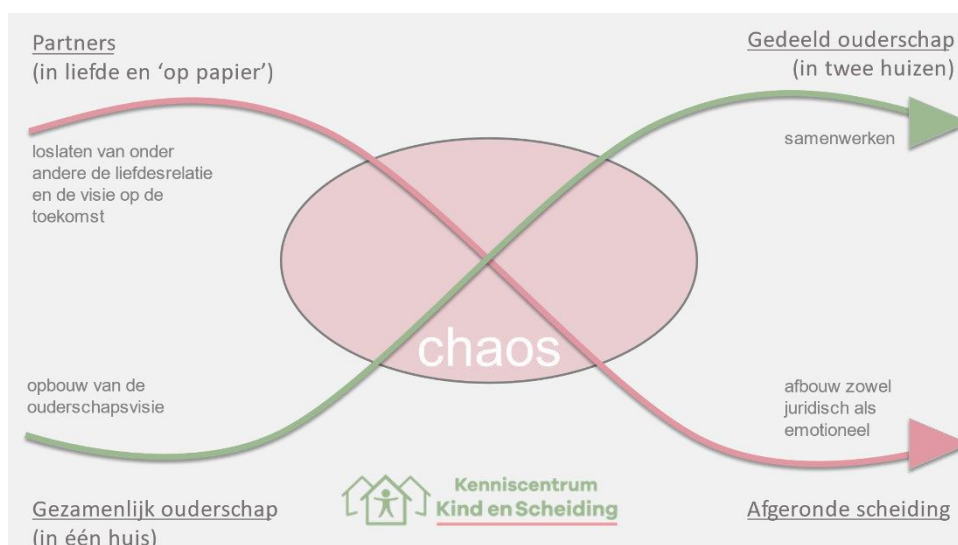 Partners
(in liefde en ‘op papier’)
loslaten van onder
andere de liefdesrelatie
en de visie op de
toekomst
Gedeeld ouderschap
(in twee huizen)
samenwerken
chaos
opbouw van de
ouderschapsvisie
afbouw zowel
juridisch als
emotioneel
Gezamenlijk ouderschap
(in één huis)
Kenniscentrum
Kind en Scheiding
Afgeronde scheiding